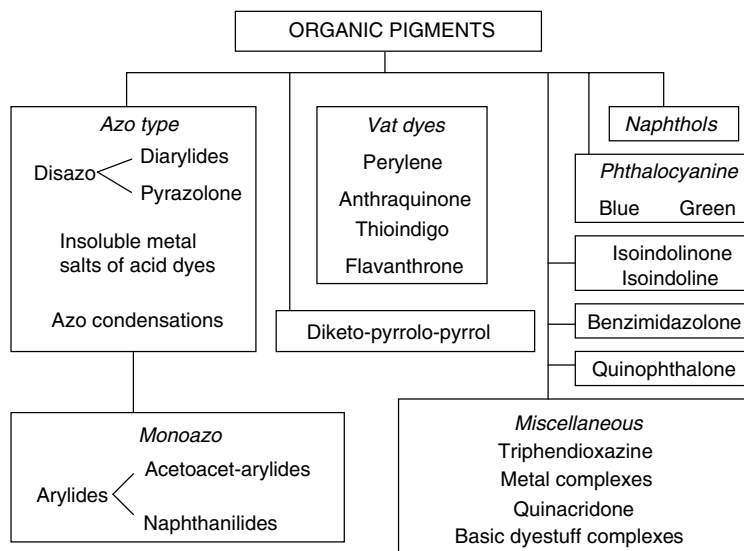 ORGANIC PIGMENTS
Azo type
Disazo
Diarylides
Pyrazolone
Insoluble metal
salts of acid dyes
Azo condensations
Monoazo
Arylides
Acetoacet-arylides
Naphthanilides
Vat dyes
Perylene
Anthraquinone
Thioindigo
Flavanthrone
Diketo-pyrrolo-pyrrol
Naphthols
Phthalocyanine
Blue Green
Isoindolinone
Isoindoline
Benzimidazolone
Quinophthalone
Miscellaneous
Triphendioxazine
Metal complexes
Quinacridone
Basic dyestuff complexes